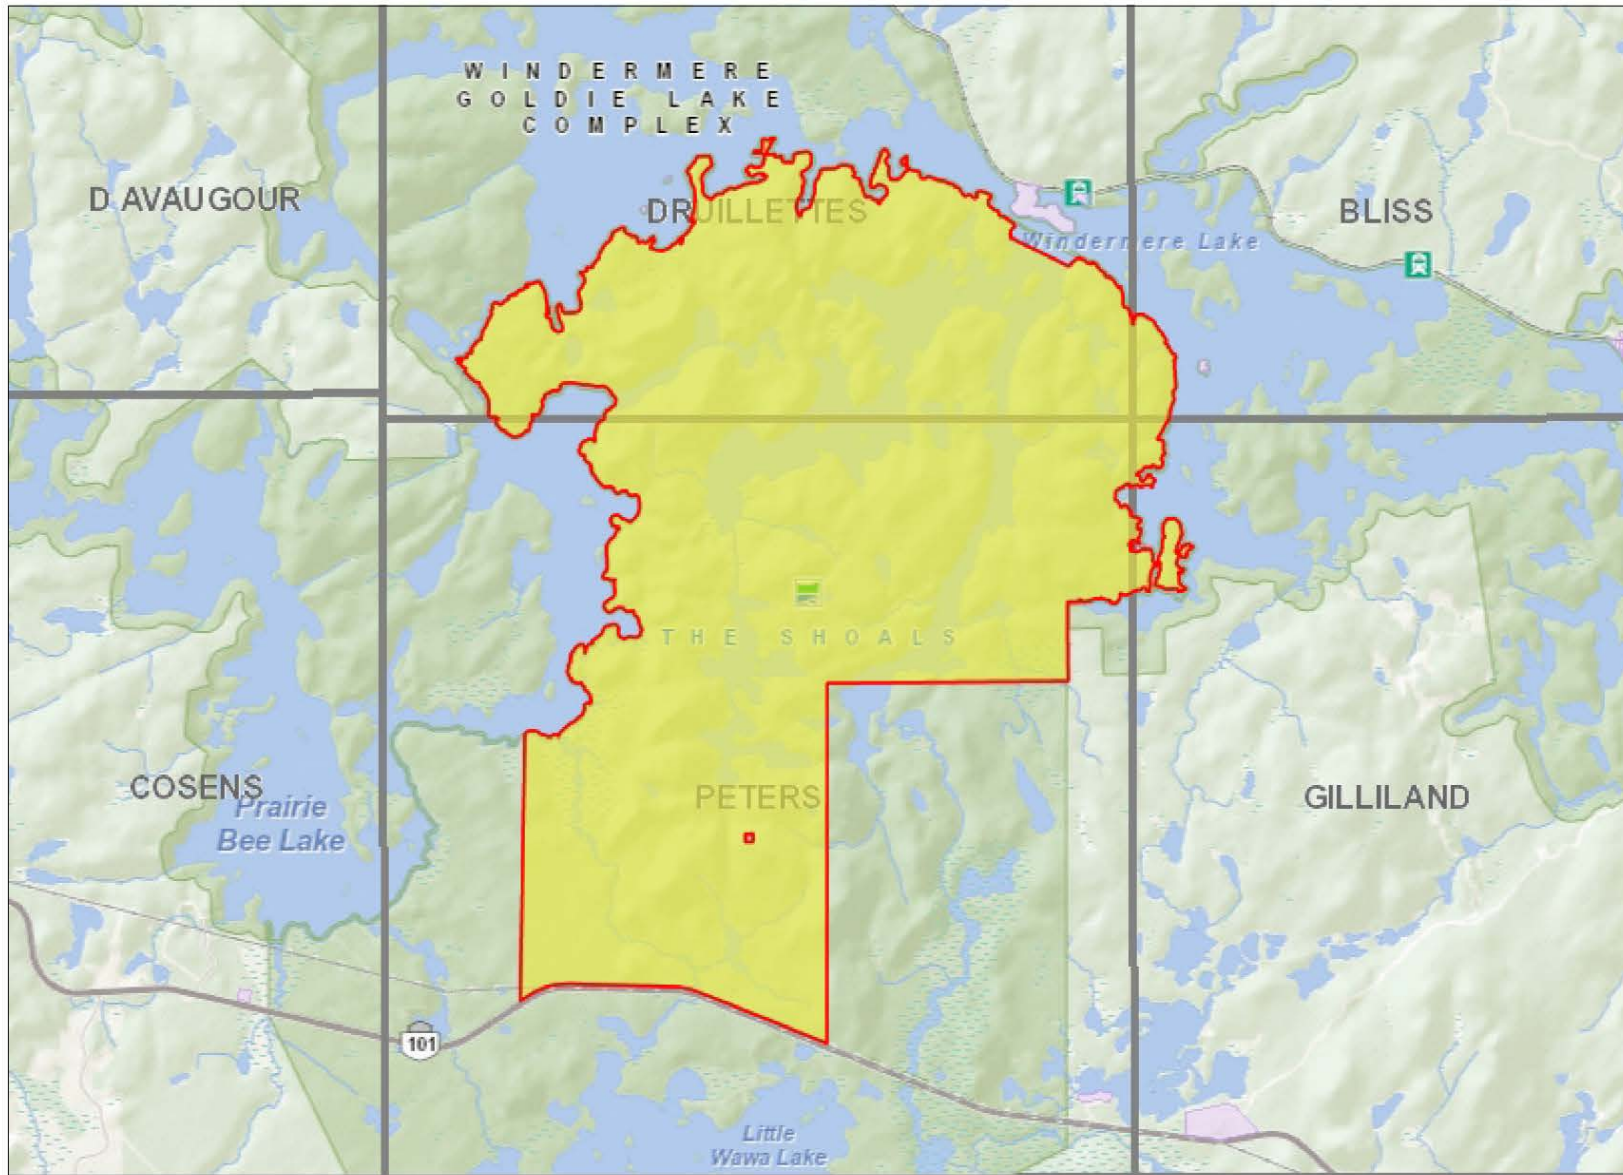 W I N D E R M E R E
G O L D I E L A K E
C O M P L E X
D AVAUGOUR
DRUILLETTES
BLISS
Windermere Lake
T H E S H O A L S
COSENS
Prairie
Bee Lake
PETERS
GILLILAND
101
Little
Wawa Lake